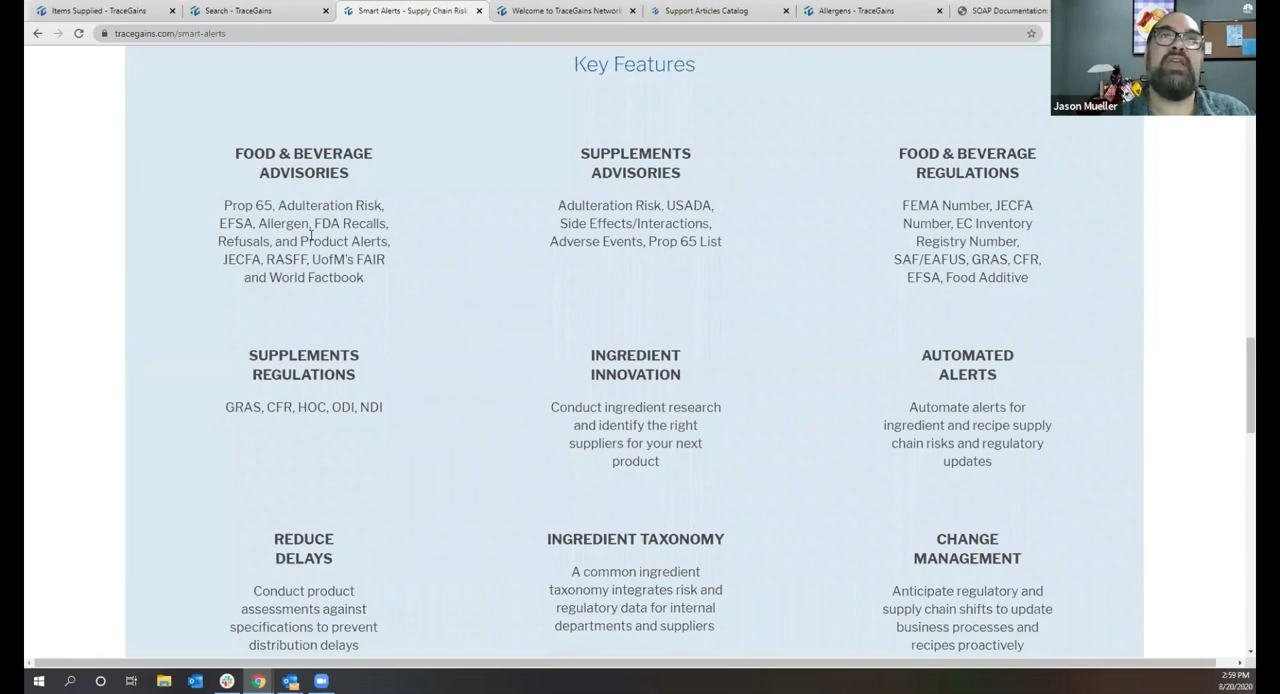 Items Supplied - TraceGains
Search - TraceGains
Smart Alerts - Supply Chain Risk
Welcome to TraceGains Network
Support Articles Catalog
Allergens - TraceGains
SOAP Documentation:
tracegains.com/smart-alerts
Jason Mueller
Key Features
FOOD & BEVERAGE
ADVISORIES
Prop 65, Adulteration Risk,
EFSA, Allergen, FDA Recalls,
Refusals, and Product Alerts,
JECFA, RASFF, UofM's FAIR
and World Factbook
SUPPLEMENTS
ADVISORIES
Adulteration Risk, USADA,
Side Effects/Interactions,
Adverse Events, Prop 65 List
FOOD & BEVERAGE
REGULATIONS
FEMA Number, JECFA
Number, EC Inventory
Registry Number,
SAF/EAFUS, GRAS, CFR,
EFSA, Food Additive
SUPPLEMENTS
REGULATIONS
GRAS, CFR, HOC, ODI, NDI
INGREDIENT
INNOVATION
Conduct ingredient research
and identify the right
suppliers for your next
product
AUTOMATED
ALERTS
Automate alerts for
ingredient and recipe supply
chain risks and regulatory
updates
REDUCE
DELAYS
Conduct product
assessments against
specifications to prevent
distribution delays
INGREDIENT TAXONOMY
A common ingredient
taxonomy integrates risk and
regulatory data for internal
departments and suppliers
CHANGE
MANAGEMENT
Anticipate regulatory and
supply chain shifts to update
business processes and
recipes proactively
2:59 PM
8/20/2020